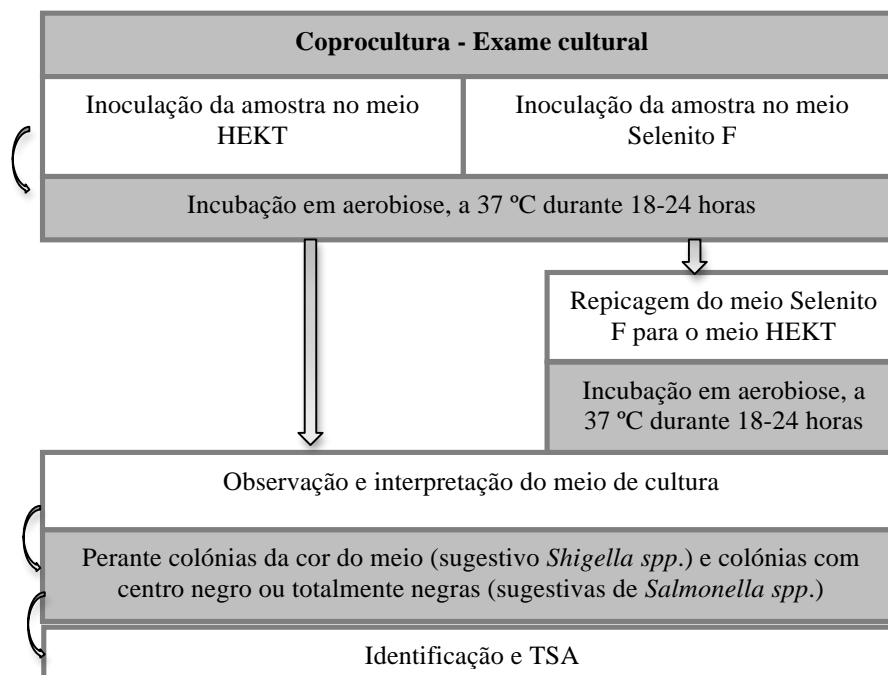 Coprocultura - Exame cultural
Inoculação da amostra no meio
HEKT
Inoculação da amostra no meio
Selenito F
Incubação em aerobiose, a 37 ºC durante 18-24 horas
Repicagem do meio Selenito
F para o meio HEKT
Incubação em aerobiose, a
37 ºC durante 18-24 horas
Observação e interpretação do meio de cultura
Perante colónias da cor do meio (sugestivo Shigella spp.) e colónias com
centro negro ou totalmente negras (sugestivas de Salmonella spp.)
Identificação e TSA